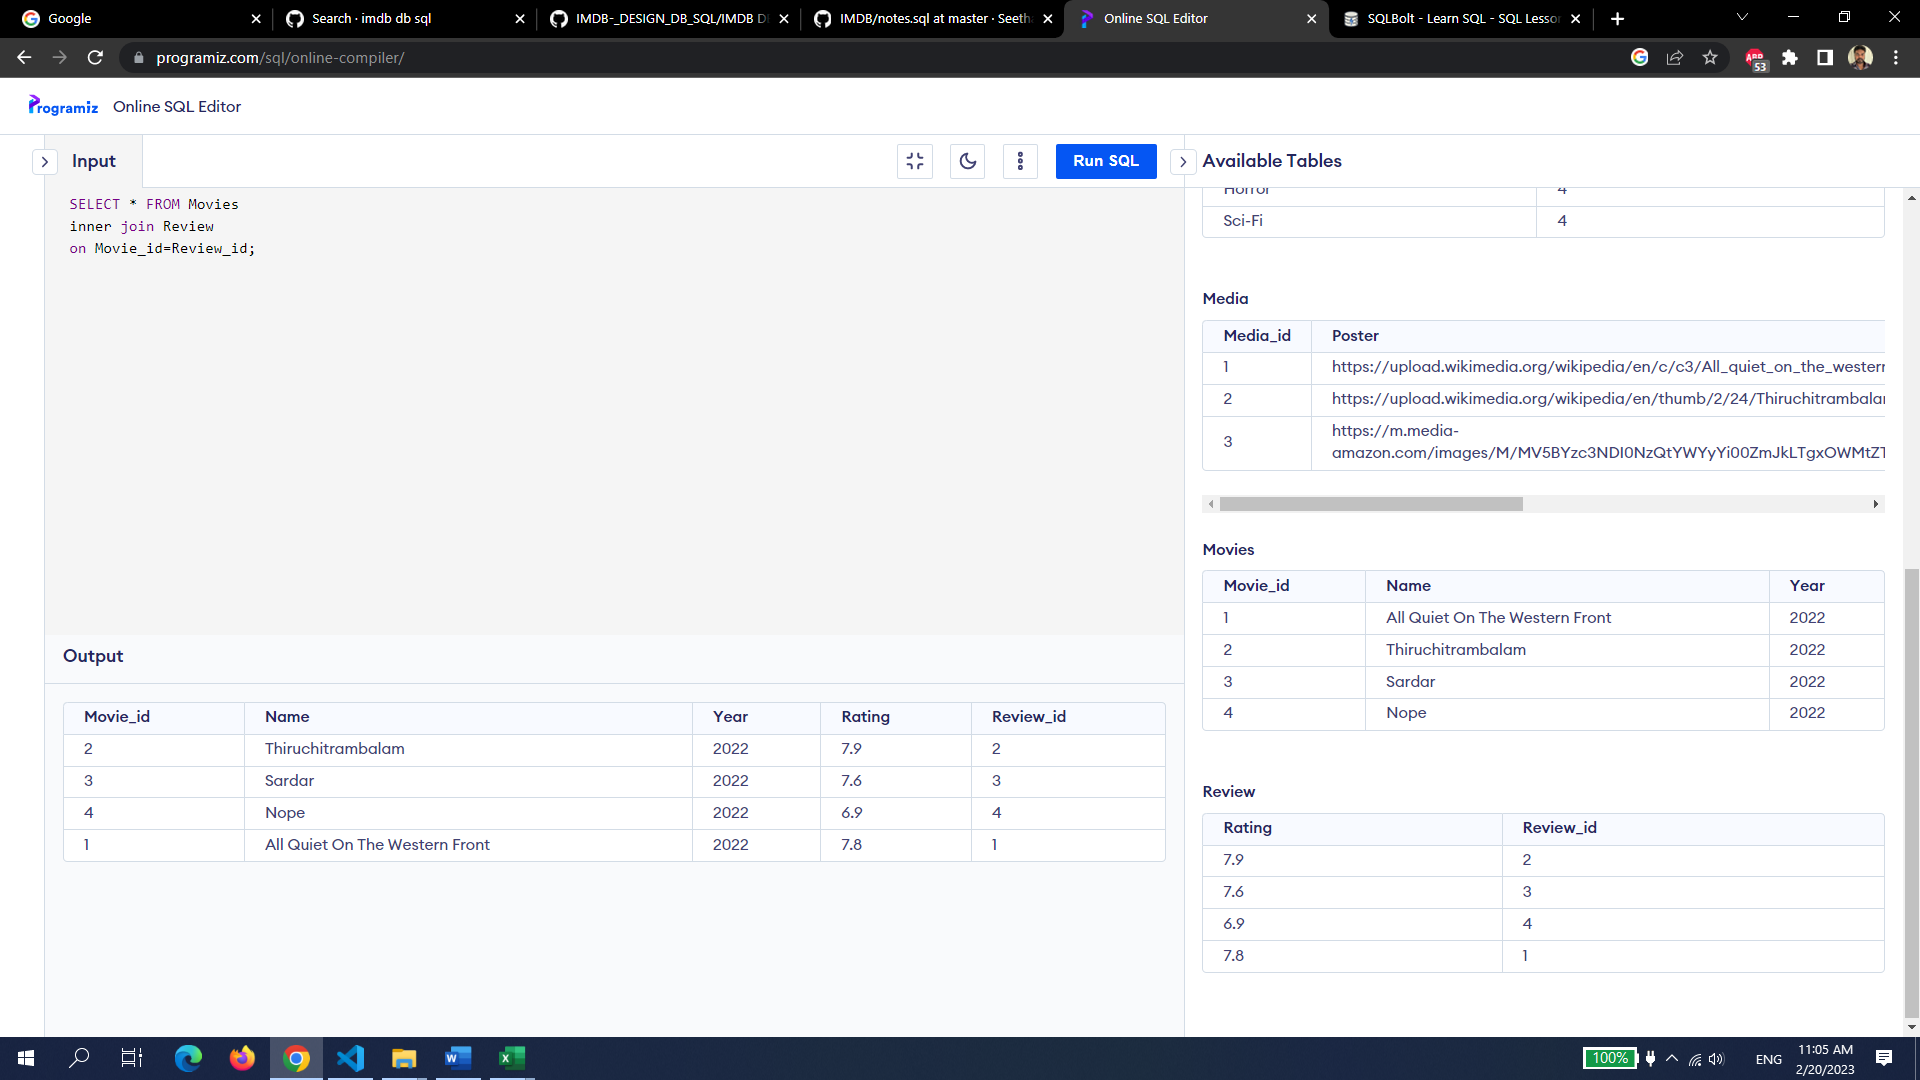 Google
Search · imdb db sql
IMDB-_DESIGN_DB_SQL/IMDB D
IMDB/notes.sql at master · Seeth
Online SQL Editor
SQLBolt - Learn SQL - SQL Lesson
programiz.com/sql/online-compiler/
ABP
53
Programiz
Online SQL Editor
Input
Run SQL
SELECT * FROM Movies
inner join Review
on Movie_id=Review_id;
Output
Movie_id Name Year Rating Review_id
2 Thiruchitrambalam 2022 7.9 2
3 Sardar 2022 7.6 3
4 Nope 2022 6.9 4
1 All Quiet On The Western Front 2022 7.8 1
Available Tables
Horror 4
Sci-Fi 4
Media
Media_id Poster
1 https://upload.wikimedia.org/wikipedia/en/c/c3/All_quiet_on_the_western
2 https://upload.wikimedia.org/wikipedia/en/thumb/2/24/Thiruchitrambalam
3 https://m.media-
amazon.com/images/M/MV5BYzc3NDI0NzQtYWYyYi00ZmJkLTgxOWMtZT
Movies
Movie_id Name Year
1 All Quiet On The Western Front 2022
2 Thiruchitrambalam 2022
3 Sardar 2022
4 Nope 2022
Review
Rating Review_id
7.9 2
7.6 3
6.9 4
7.8 1
100%
ENG
11:05 AM
2/20/2023